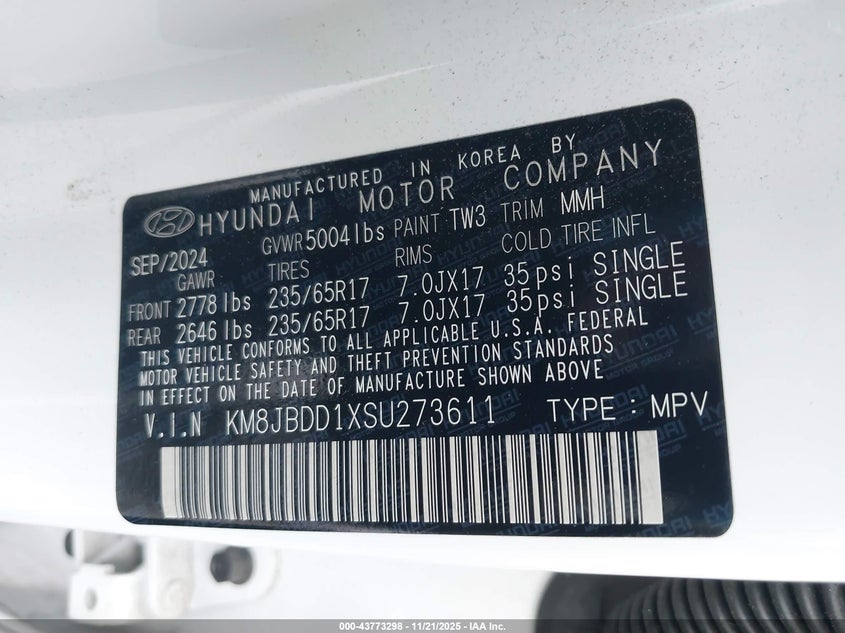 MANUFACTURED IN KOREA BY
HYUNDAI MOTOR COMPANY
SEP/2024 GVWR 5004lbs PAINT TW3 TRIM MMH
GAWR TIRES RIMS COLD TIRE INFL
FRONT 2778 lbs 235/65R17 7.0JX17 35psi SINGLE
REAR 2646 lbs 235/65R17 7.0JX17 35psi SINGLE
THIS VEHICLE CONFORMS TO ALL APPLICABLE U.S.A. FEDERAL
MOTOR VEHICLE SAFETY AND THEFT PREVENTION STANDARDS
IN EFFECT ON THE DATE OF MANUFACTURE SHOWN ABOVE
V.I.N KM8JBDD1XSU273611 TYPE : MPV
000-43773298 - 11/21/2025 - IAA Inc.